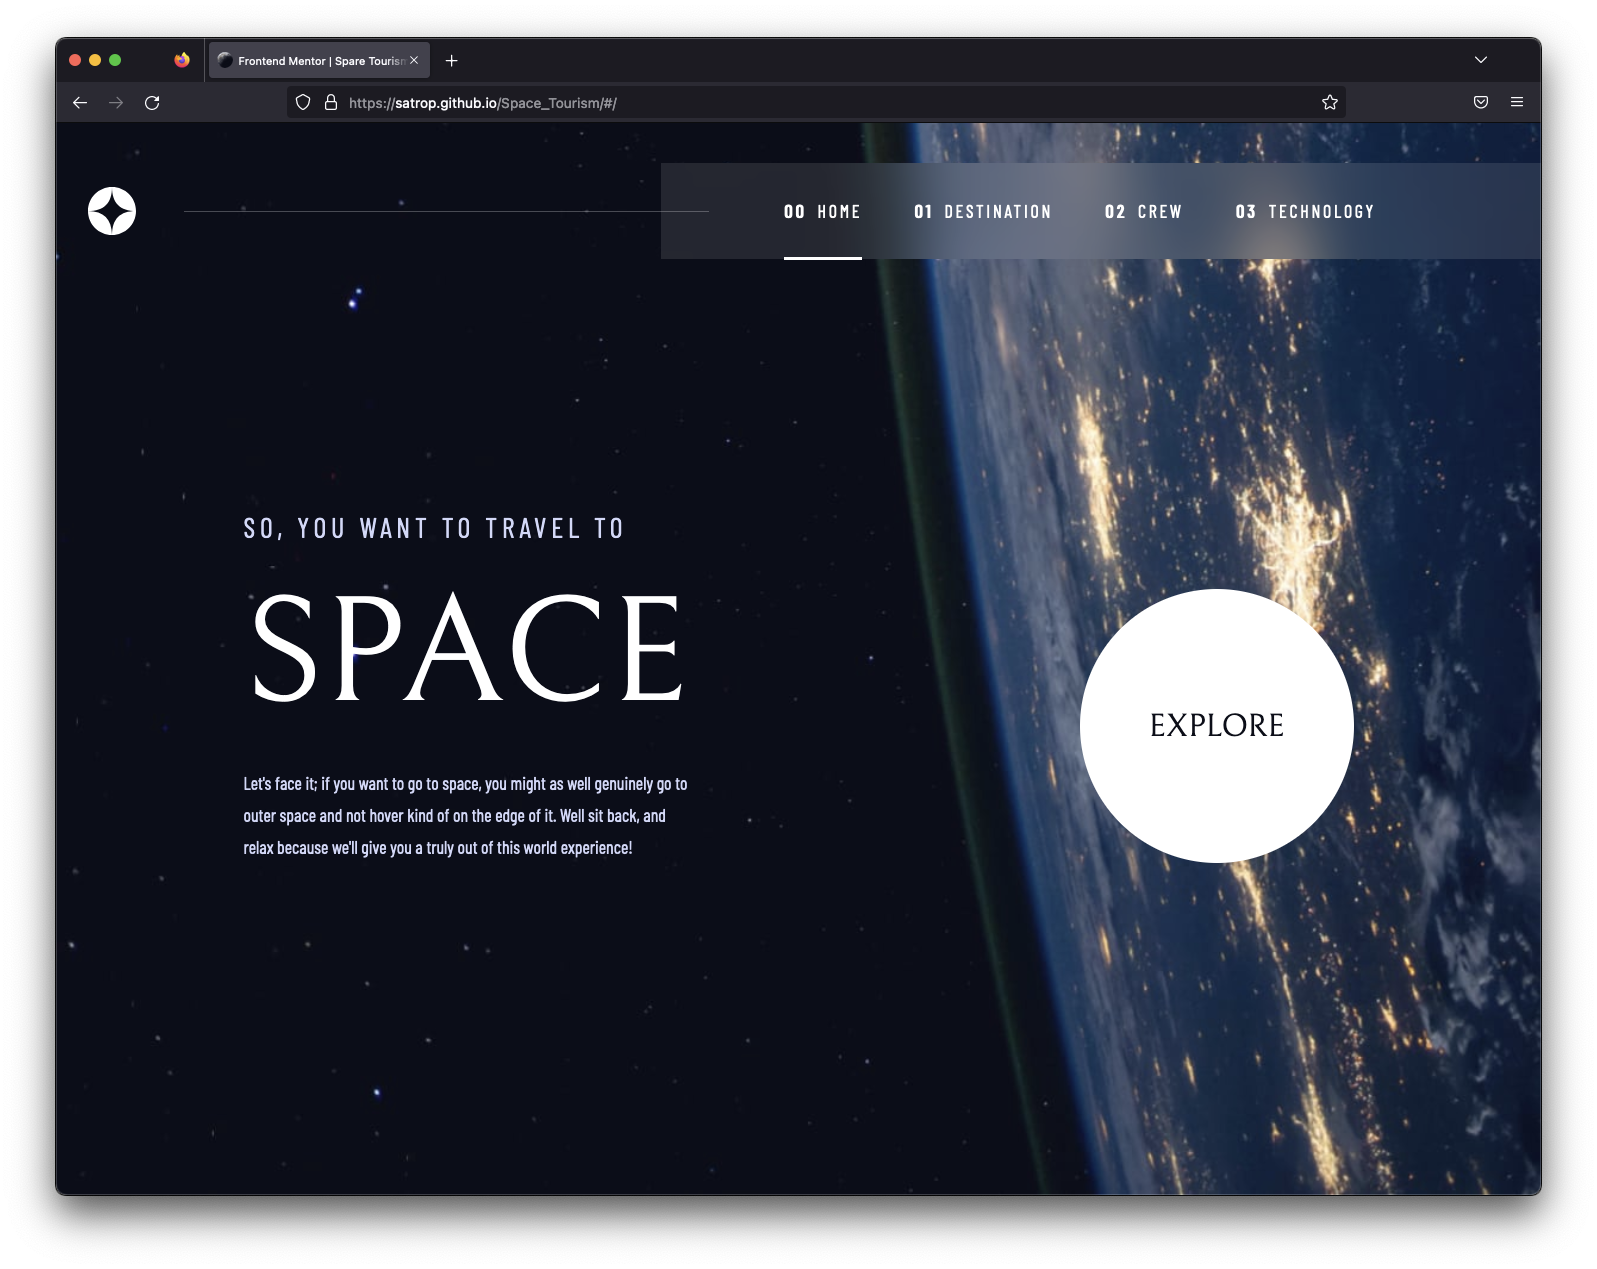 Frontend Mentor | Spare Tourism
https://satrop.github.io/Space_Tourism/#/
00 HOME 01 DESTINATION 02 CREW 03 TECHNOLOGY
SO, YOU WANT TO TRAVEL TO
SPACE
Let's face it; if you want to go to space, you might as well genuinely go to
outer space and not hover kind of on the edge of it. Well sit back, and
relax because we'll give you a truly out of this world experience!
EXPLORE